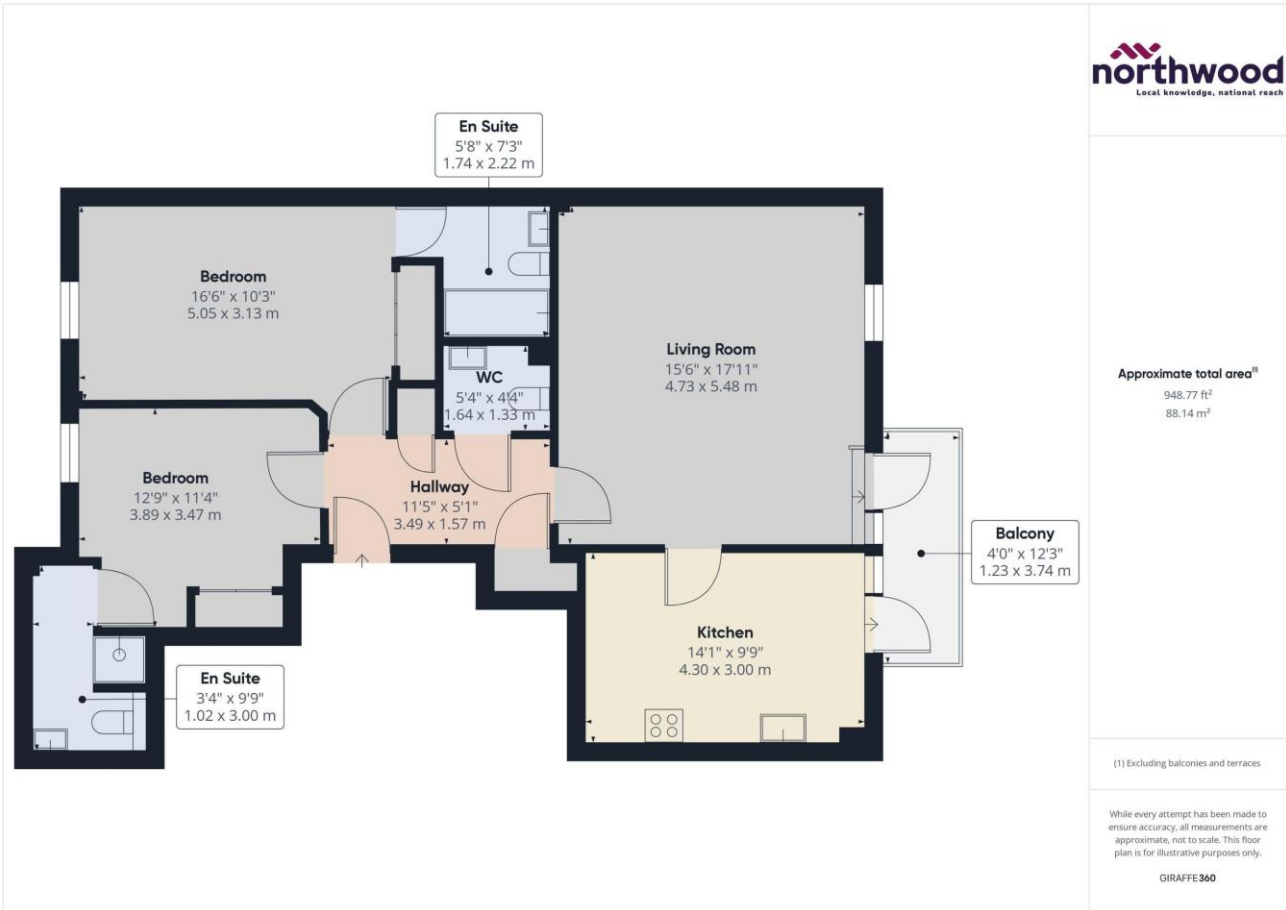 northwood
Local knowledge, national reach
En Suite
5'8" x 7'3"
1.74 x 2.22 m
Bedroom
16'6" x 10'3"
5.05 x 3.13 m
Living Room
15'6" x 17'11"
4.73 x 5.48 m
WC
5'4" x 4'4"
1.64 x 1.33 m
Approximate total area(1)
948.77 ft²
88.14 m²
Bedroom
12'9" x 11'4"
3.89 x 3.47 m
Hallway
11'5" x 5'1"
3.49 x 1.57 m
Balcony
4'0" x 12'3"
1.23 x 3.74 m
Kitchen
14'1" x 9'9"
4.30 x 3.00 m
En Suite
3'4" x 9'9"
1.02 x 3.00 m
(1) Excluding balconies and terraces
While every attempt has been made to
ensure accuracy, all measurements are
approximate, not to scale. This floor
plan is for illustrative purposes only.
GIRAFFE360